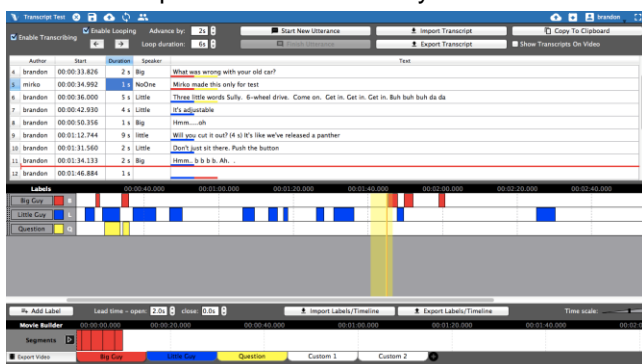 Transcript Test
brandon
Enable Transcribing
Enable Looping
Advance by: 2s
Start New Utterance
Import Transcript
Copy To Clipboard
Loop duration: 6s
Finish Utterance
Export Transcript
Show Transcripts On Video
Author Start Duration Speaker Text
4 brandon 00:00:33.826 2 s Big What was wrong with your old car?
5 mirko 00:00:34.992 1 s NoOne Mirko made this only for test
6 brandon 00:00:36.000 5 s Little Three little words Sully. 6-wheel drive. Come on. Get in. Get in. Get in. Buh buh buh da da
7 brandon 00:00:42.930 4 s Little It's adjustable
8 brandon 00:00:50.356 1 s Big Hmm.....oh
9 brandon 00:01:12.744 9 s little Will you cut it out? (4 s) It's like we've released a panther
10 brandon 00:01:31.560 2 s Little Don't just sit there. Push the button
11 brandon 00:01:34.133 2 s Big Hmm.. b b b b. Ah. .
12 brandon 00:01:46.884 1 s
Labels 00:00:40.000 00:01:00.000 00:01:20.000 00:01:40.000 00:02:00.000 00:02:20.000 00:02:40.000
Big Guy B
Little Guy L
Question Q
Add Label
Lead time - open: 2.0s close: 0.0s
Import Labels/Timeline
Export Labels/Timeline
Time scale:
Movie Builder 00:00:00.000 00:00:20.000 00:00:40.000 00:01:00.000 00:01:20.000 00:01:40.000
Segments
Export Video
Big Guy
Little Guy
Question
Custom 1
Custom 2